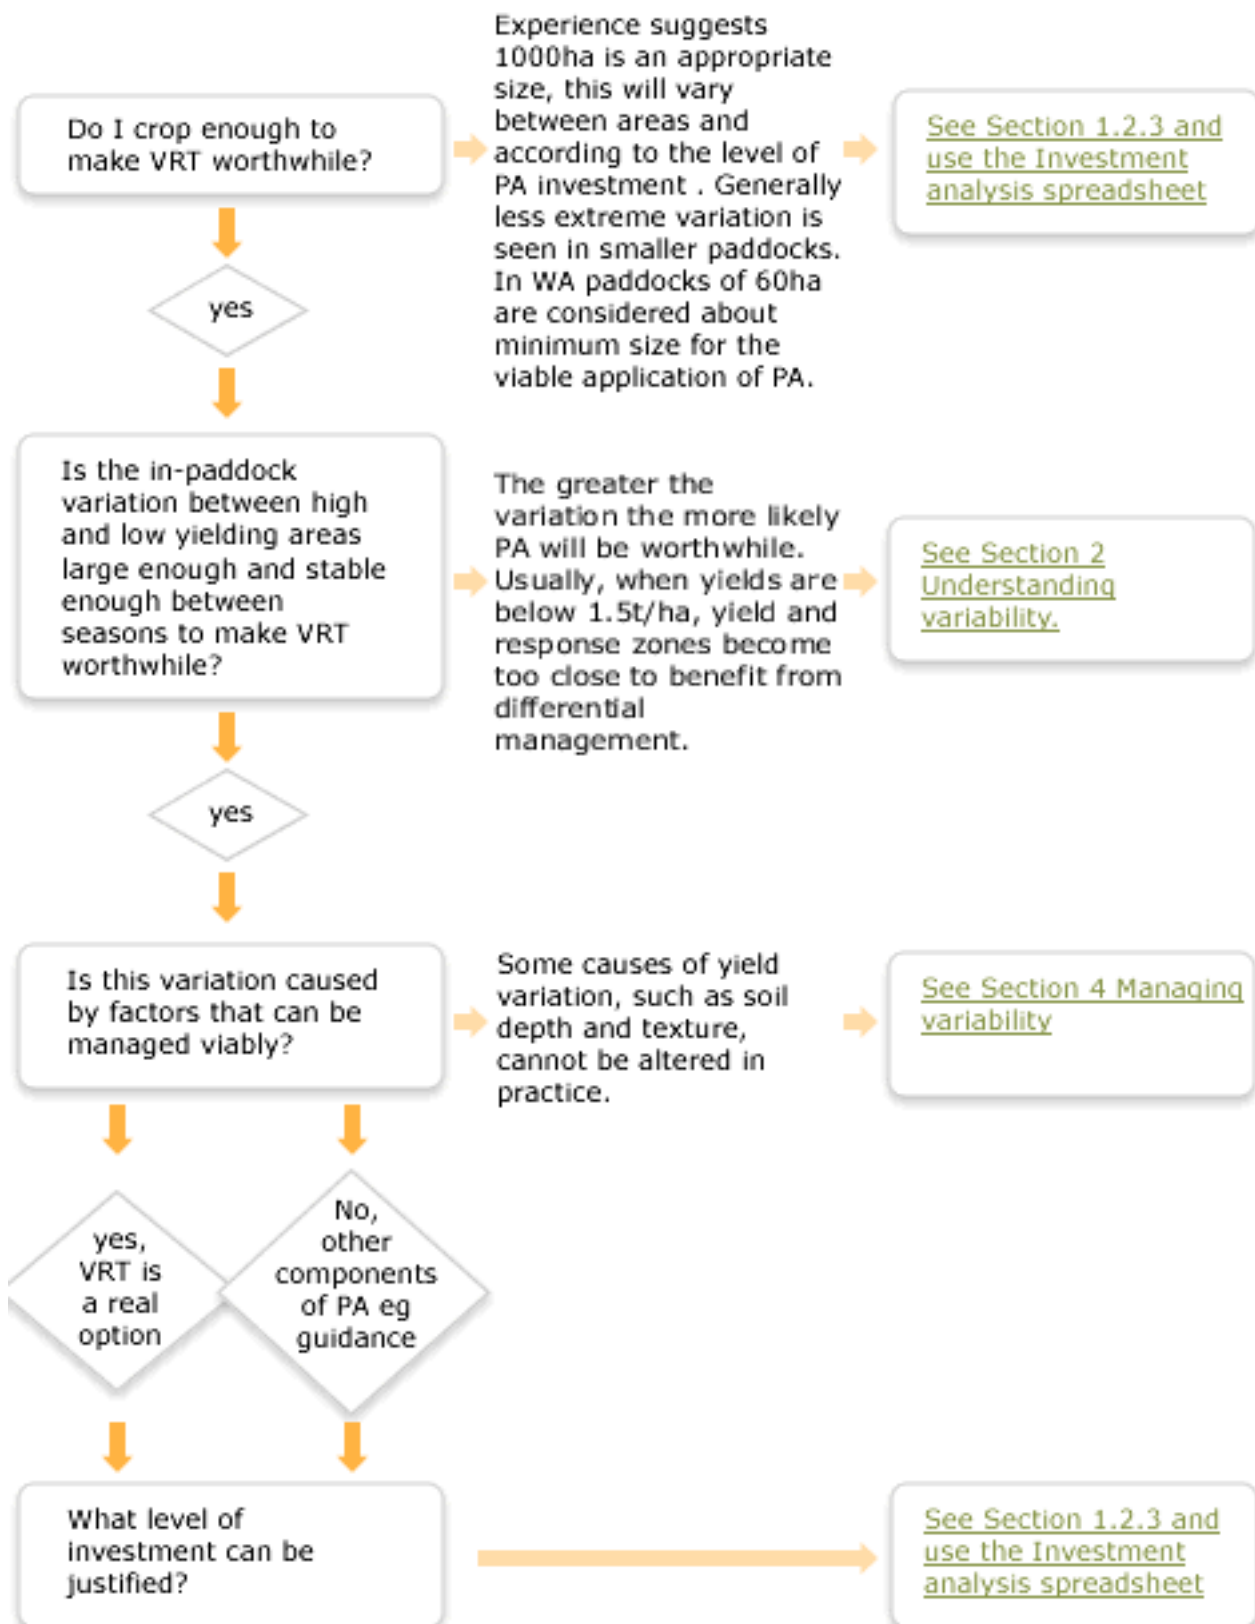 Do I crop enough to
make VRT worthwhile?
Experience suggests
1000ha is an appropriate
size, this will vary
between areas and
according to the level of
PA investment . Generally
less extreme variation is
seen in smaller paddocks.
In WA paddocks of 60ha
are considered about
minimum size for the
viable application of PA.
See Section 1.2.3 and
use the Investment
analysis spreadsheet
yes
Is the in-paddock
variation between high
and low yielding areas
large enough and stable
enough between
seasons to make VRT
worthwhile?
The greater the
variation the more likely
PA will be worthwhile.
Usually, when yields are
below 1.5t/ha, yield and
response zones become
too close to benefit from
differential
management.
See Section 2
Understanding
variability.
yes
Is this variation caused
by factors that can be
managed viably?
Some causes of yield
variation, such as soil
depth and texture,
cannot be altered in
practice.
See Section 4 Managing
variability
yes,
VRT is
a real
option
No,
other
components
of PA eg
guidance
What level of
investment can be
justified?
See Section 1.2.3 and
use the Investment
analysis spreadsheet